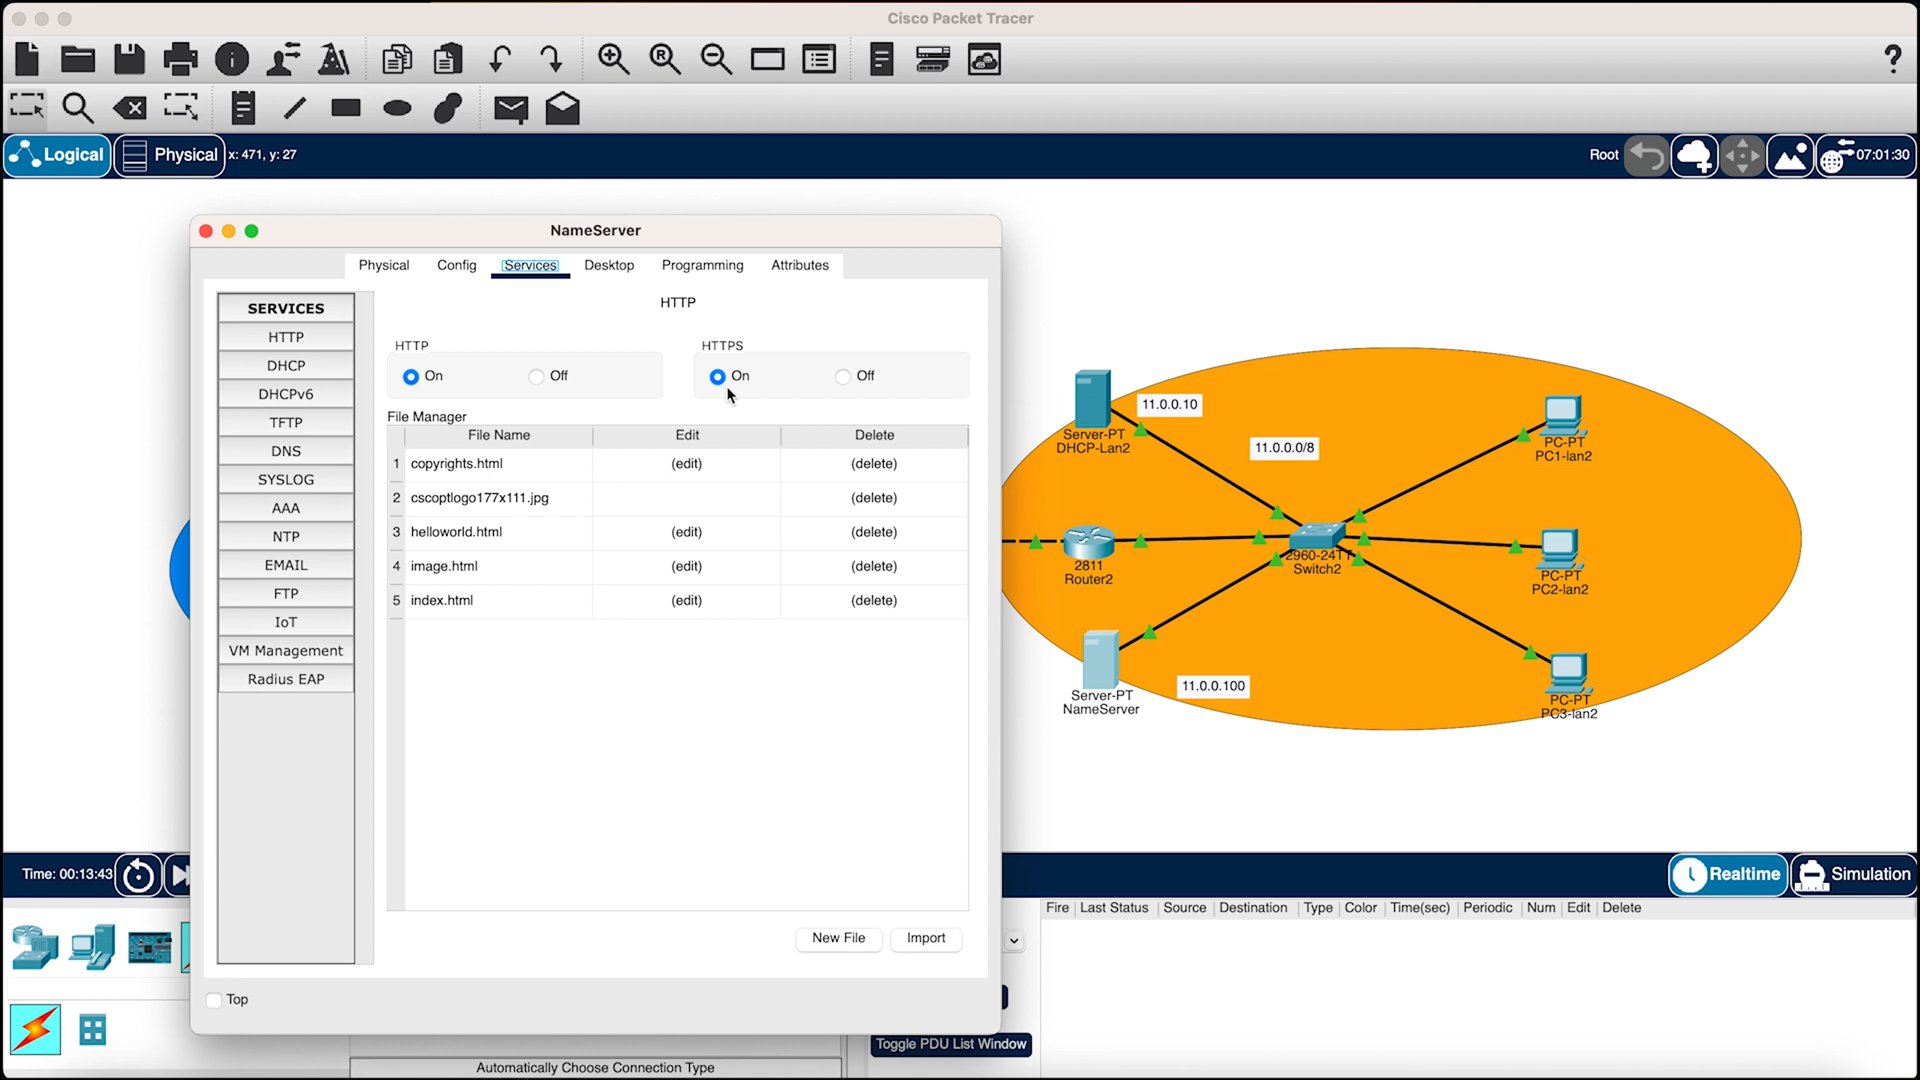 Cisco Packet Tracer
Logical
Physical
x: 471, y: 27
Root
07:01:30
NameServer
Physical
Config
Services
Desktop
Programming
Attributes
SERVICES
HTTP
DHCP
DHCPv6
TFTP
DNS
SYSLOG
AAA
NTP
EMAIL
FTP
IoT
VM Management
Radius EAP
HTTP
HTTP
On
Off
HTTPS
On
Off
File Manager
File Name Edit Delete
1 copyrights.html (edit) (delete)
2 cscoptlogo177x111.jpg (delete)
3 helloworld.html (edit) (delete)
4 image.html (edit) (delete)
5 index.html (edit) (delete)
New File
Import
Top
Server-PT
DHCP-Lan2
11.0.0.10
11.0.0.0/8
PC-PT
PC1-lan2
2811
Router2
2960-24TT
Switch2
PC-PT
PC2-lan2
Server-PT
NameServer
11.0.0.100
PC-PT
PC3-lan2
Time: 00:13:43
Realtime
Simulation
Fire Last Status Source Destination Type Color Time(sec) Periodic Num Edit Delete
Toggle PDU List Window
Automatically Choose Connection Type